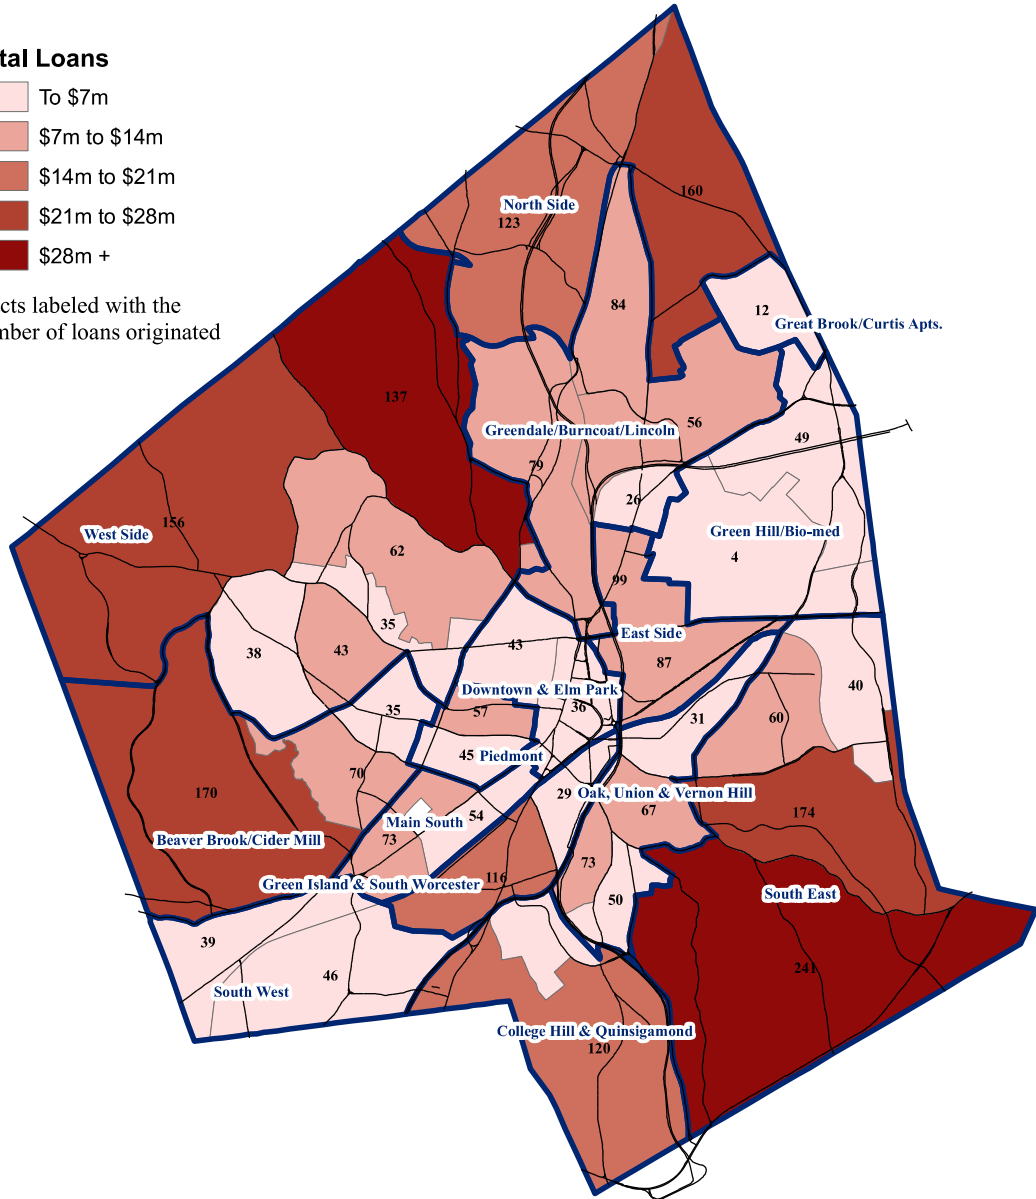 tal Loans
To $7m
$7m to $14m
$14m to $21m
$21m to $28m
$28m +
cts labeled with the
mber of loans originated
160
North Side
123
84
12
Great Brook/Curtis Apts.
137
56
Greendale/Burncoat/Lincoln
49
79
26
156
West Side
Green Hill/Bio-med
62
4
99
35
East Side
43
38
43
87
Downtown & Elm Park
40
35
57
36
31
60
45
Piedmont
70
170
29
Oak, Union & Vernon Hill
67
174
54
Main South
Beaver Brook/Cider Mill
73
73
116
Green Island & South Worcester
South East
50
39
46
241
South West
College Hill & Quinsigamond
120